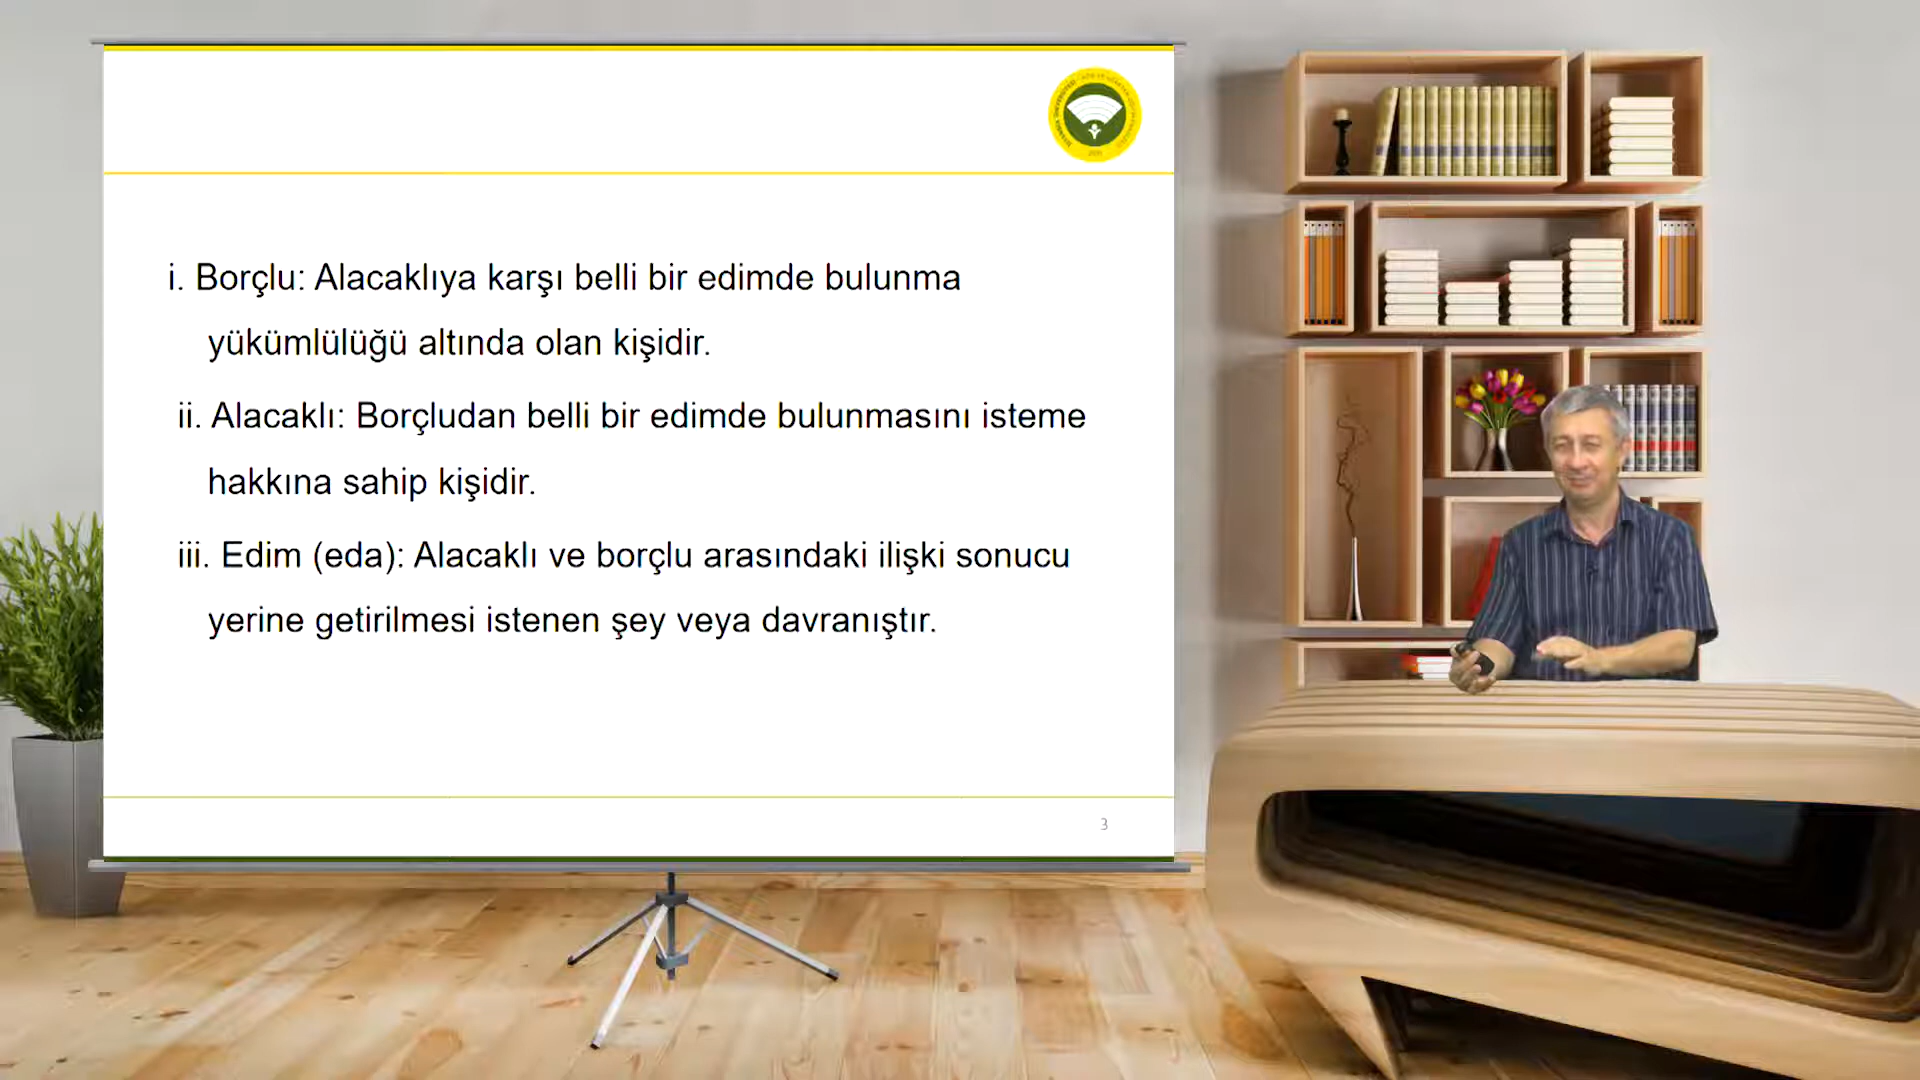 i. Borçlu: Alacaklıya karşı belli bir edimde bulunma
yükümlülüğü altında olan kişidir.
ii. Alacaklı: Borçludan belli bir edimde bulunmasını isteme
hakkına sahip kişidir.
iii. Edim (eda): Alacaklı ve borçlu arasındaki ilişki sonucu
yerine getirilmesi istenen şey veya davranıştır.
3